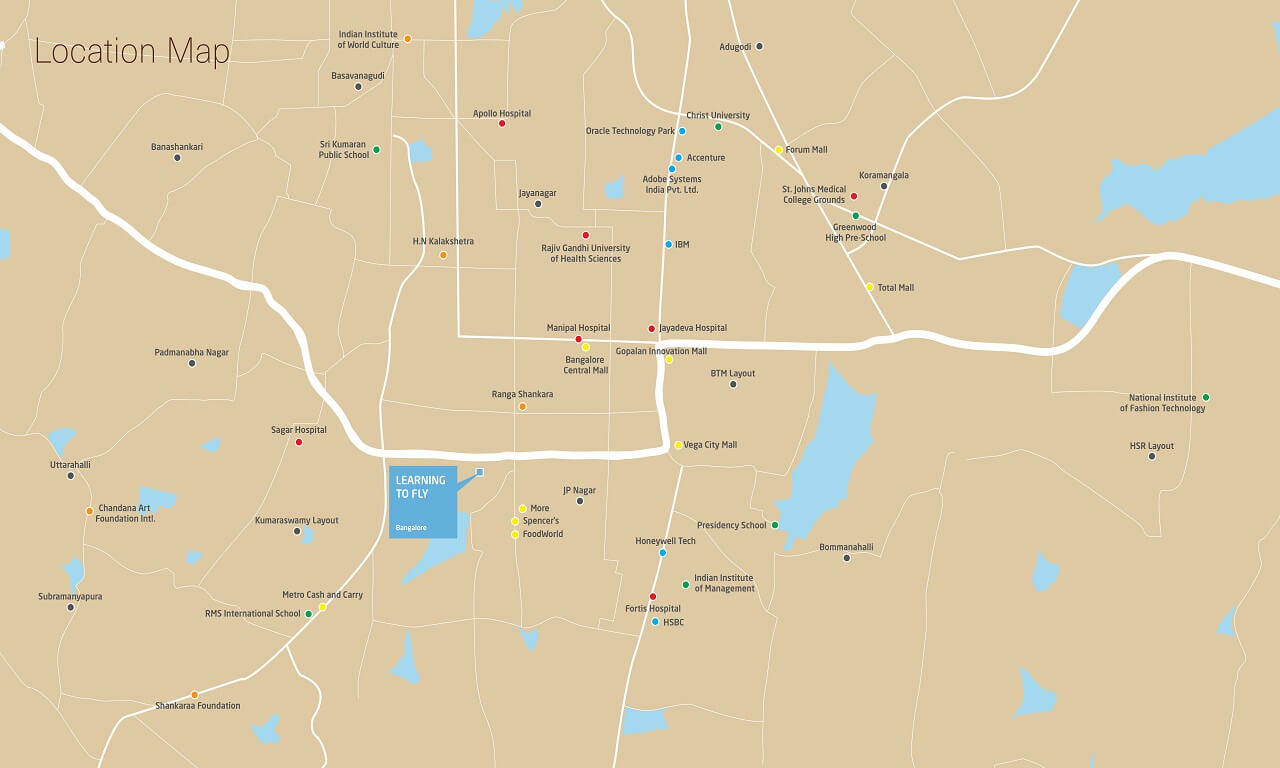 Location Map
Indian Institute
of World Culture
Adugodi
Basavanagudi
Apollo Hospital
Christ University
Oracle Technology Park
Banashankari
Sri Kumaran
Public School
Forum Mall
Accenture
Adobe Systems
India Pvt. Ltd.
Koramangala
St. Johns Medical
College Grounds
Jayanagar
Greenwood
High Pre-School
H.N Kalakshetra
Rajiv Gandhi University
of Health Sciences
IBM
Total Mall
Manipal Hospital
Jayadeva Hospital
Padmanabha Nagar
Bangalore
Central Mall
Gopalan Innovation Mall
BTM Layout
Ranga Shankara
National Institute
of Fashion Technology
Sagar Hospital
Vega City Mall
HSR Layout
Uttarahalli
LEARNING
TO FLY
Bangalore
JP Nagar
Chandana Art
Foundation Intl.
More
Spencer's
FoodWorld
Kumaraswamy Layout
Presidency School
Honeywell Tech
Bommanahalli
Indian Institute
of Management
Subramanyapura
Metro Cash and Carry
RMS International School
Fortis Hospital
HSBC
Shankaraa Foundation